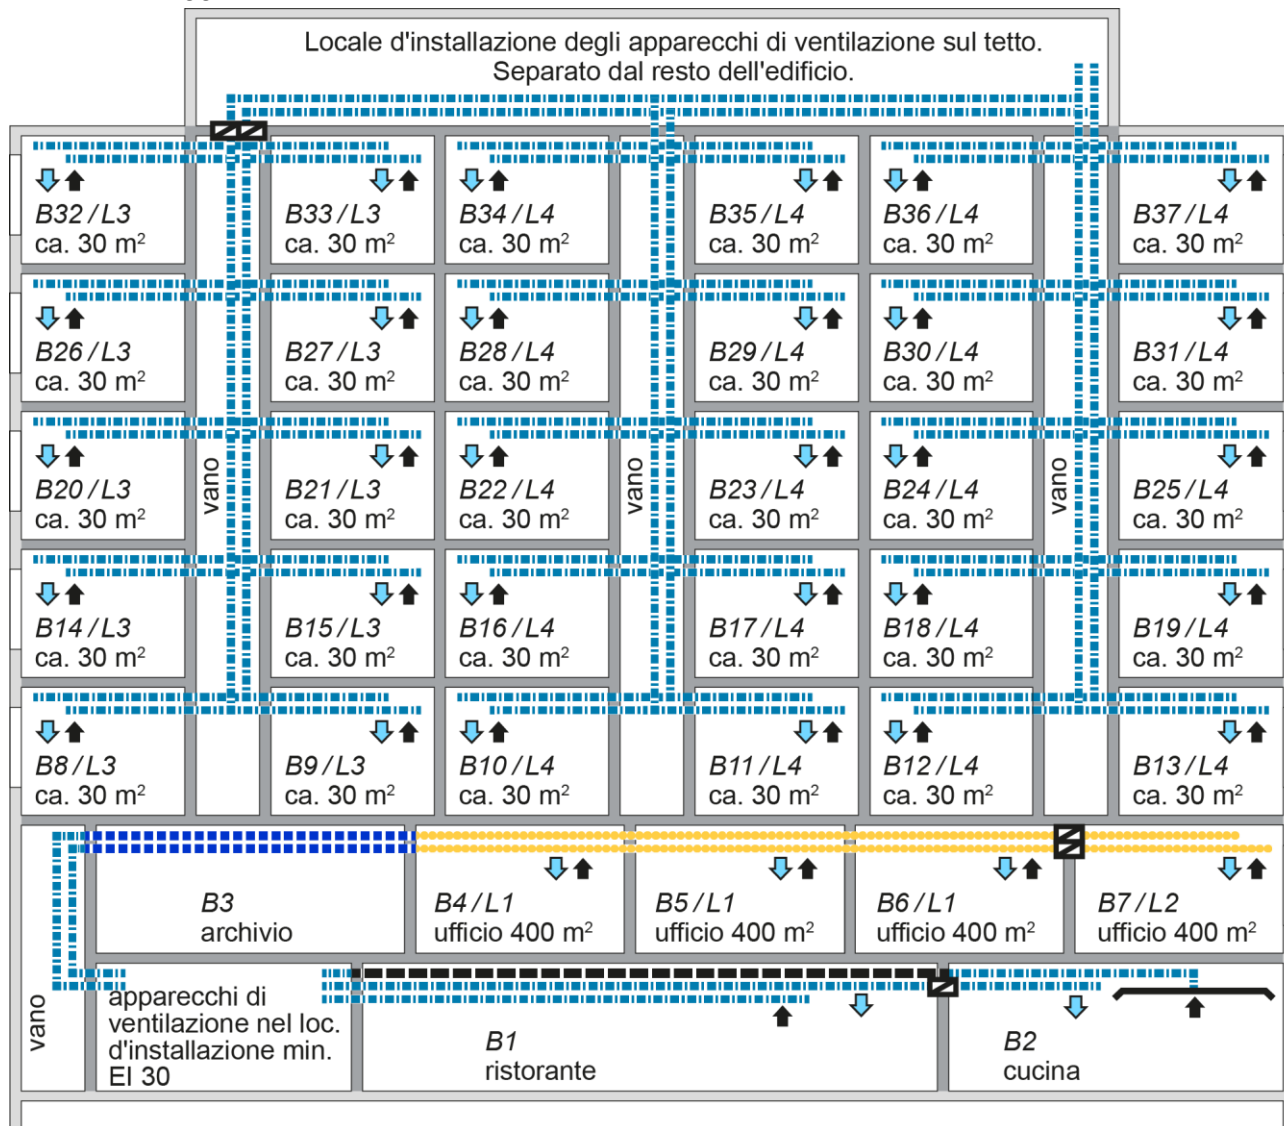 Locale d'installazione degli apparecchi di ventilazione sul tetto.
Separato dal resto dell'edificio.
B32/L3
ca. 30 m²
B33/L3
ca. 30 m²
B34/L4
ca. 30 m²
B35/L4
ca. 30 m²
B36/L4
ca. 30 m²
B37/L4
ca. 30 m²
B26/L3
ca. 30 m²
B27/L3
ca. 30 m²
B28/L4
ca. 30 m²
B29/L4
ca. 30 m²
B30/L4
ca. 30 m²
B31/L4
ca. 30 m²
B20/L3
ca. 30 m²
vano
B21/L3
ca. 30 m²
B22/L4
ca. 30 m²
vano
B23/L4
ca. 30 m²
B24/L4
ca. 30 m²
vano
B25/L4
ca. 30 m²
B14/L3
ca. 30 m²
B15/L3
ca. 30 m²
B16/L4
ca. 30 m²
B17/L4
ca. 30 m²
B18/L4
ca. 30 m²
B19/L4
ca. 30 m²
B8/L3
ca. 30 m²
B9/L3
ca. 30 m²
B10/L4
ca. 30 m²
B11/L4
ca. 30 m²
B12/L4
ca. 30 m²
B13/L4
ca. 30 m²
B3
archivio
B4/L1
ufficio 400 m²
B5/L1
ufficio 400 m²
B6/L1
ufficio 400 m²
B7/L2
ufficio 400 m²
vano
apparecchi di
ventilazione nel loc.
d'installazione min.
EI 30
B1
ristorante
B2
cucina